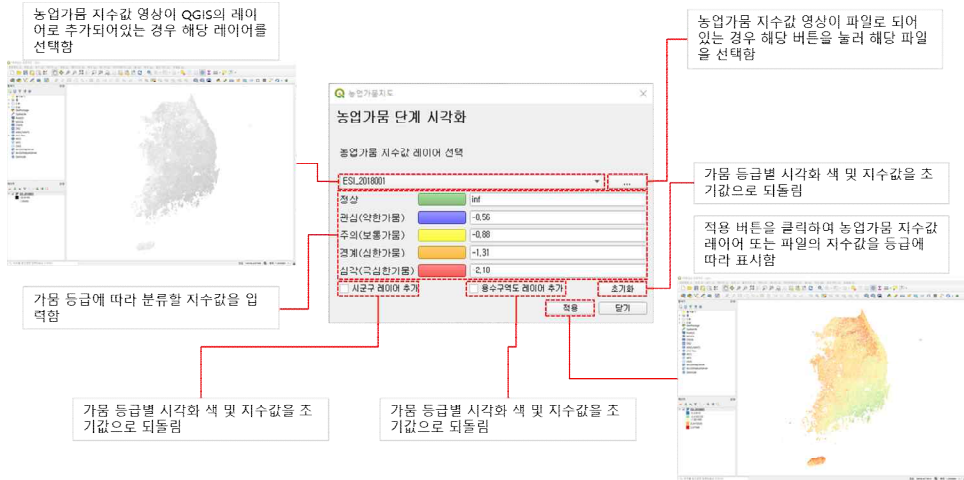 농업가뭄 지수값 영상이 QGIS의 레이
어로 추가되어있는 경우 해당 레이어를
선택함
농업가뭄 지수값 영상이 파일로 되어
있는 경우 해당 버튼을 눌러 해당 파일
을 선택함
농업가뭄지도
농업가뭄 단계 시각화
농업가뭄 지수값 레이어 선택
ESI_2018001
...
정상
inf
관심(약한가뭄)
-0,56
주의(보통가뭄)
-0,88
경계(심한가뭄)
-1,31
심각(극심한가뭄)
-2,10
시군구 레이어 추가
용수구역도 레이어 추가
초기화
적용
닫기
가뭄 등급별 시각화 색 및 지수값을 초
기값으로 되돌림
적용 버튼을 클릭하여 농업가뭄 지수값
레이어 또는 파일의 지수값을 등급에
따라 표시함
가뭄 등급에 따라 분류할 지수값을 입
력함
가뭄 등급별 시각화 색 및 지수값을 초
기값으로 되돌림
가뭄 등급별 시각화 색 및 지수값을 초
기값으로 되돌림